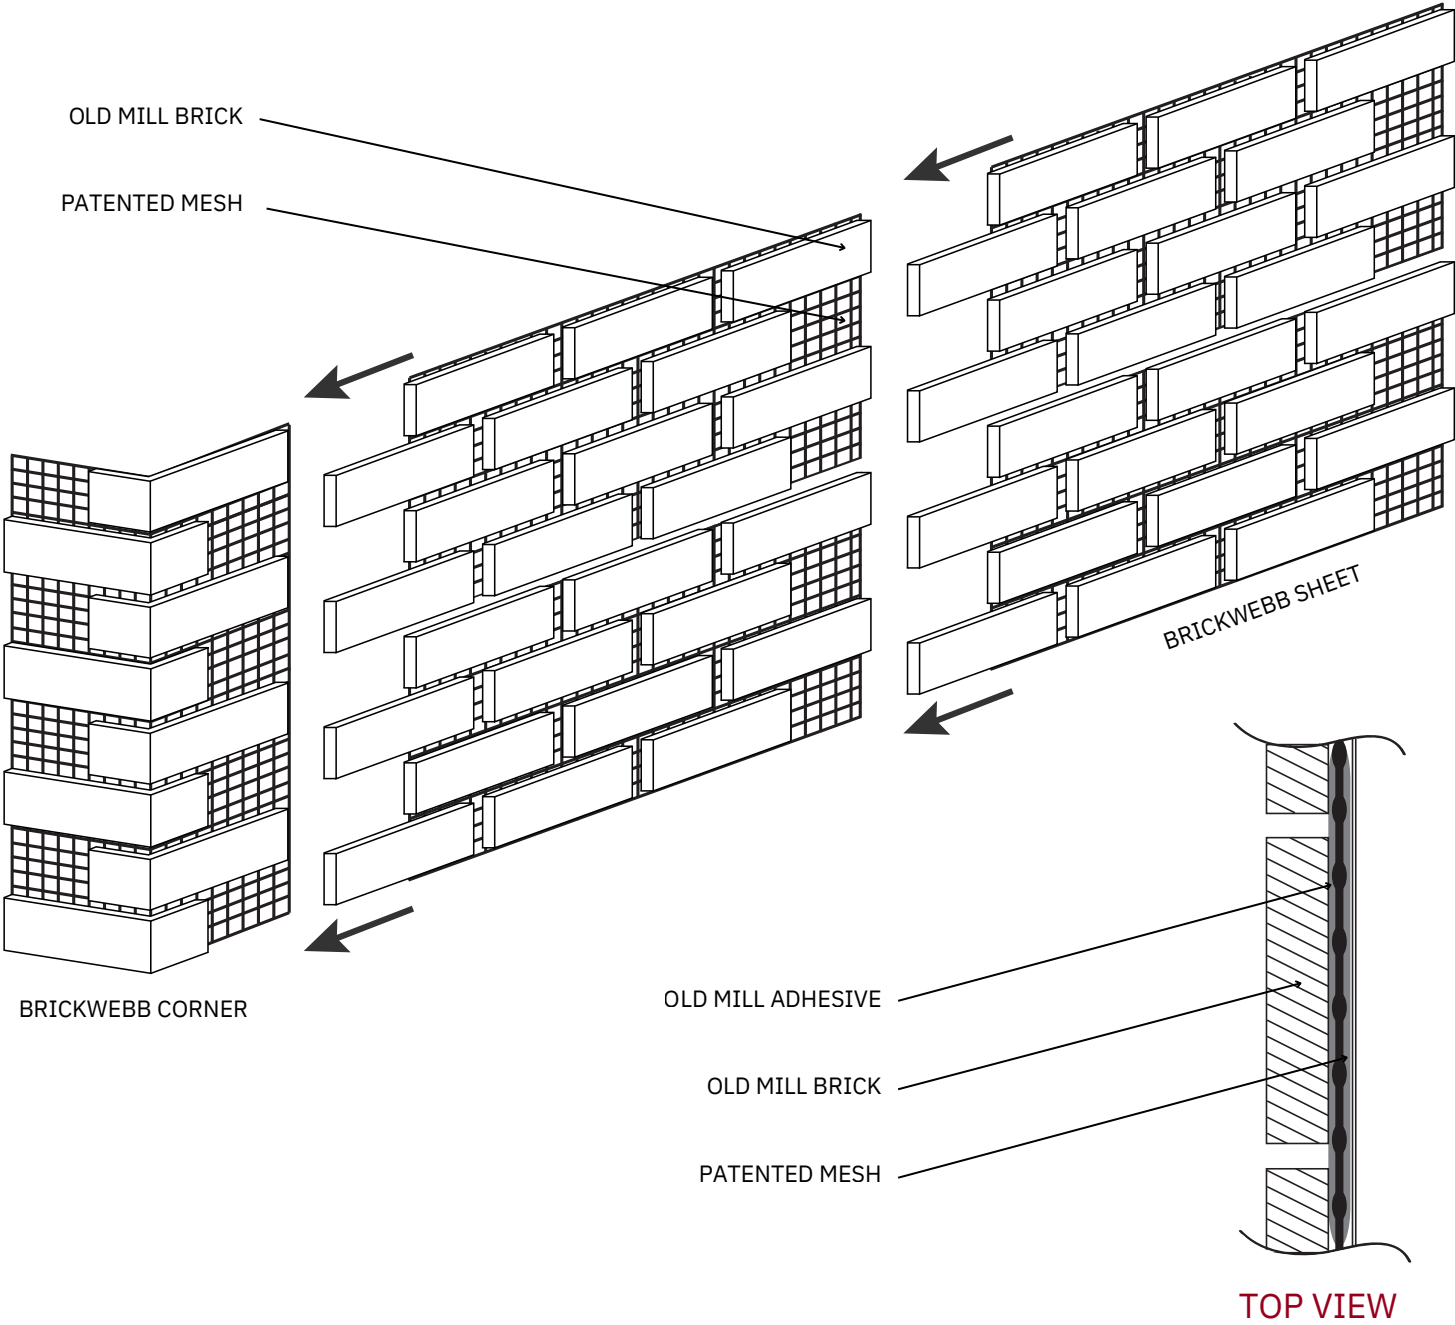 OLD MILL BRICK
PATENTED MESH
BRICKWEBB SHEET
BRICKWEBB CORNER
OLD MILL ADHESIVE
OLD MILL BRICK
PATENTED MESH
TOP VIEW